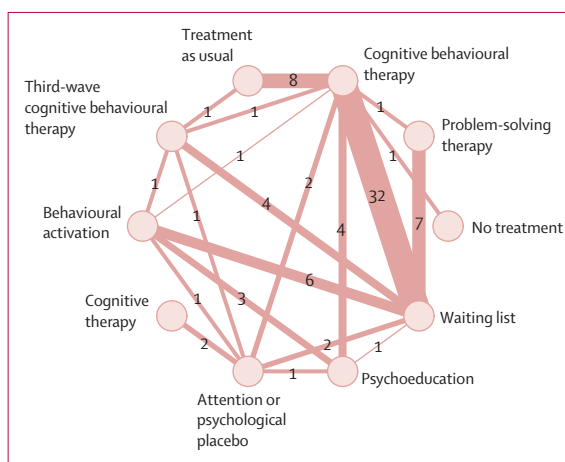 Treatment
as usual
Cognitive behavioural
therapy
8
Third-wave
cognitive behavioural
therapy
1
1
1
Problem-solving
therapy
1
1
1
2
32
Behavioural
activation
1
4
4
7
No treatment
6
Cognitive
therapy
1
3
Waiting list
2
2
1
1
Psychoeducation
Attention or
psychological
placebo